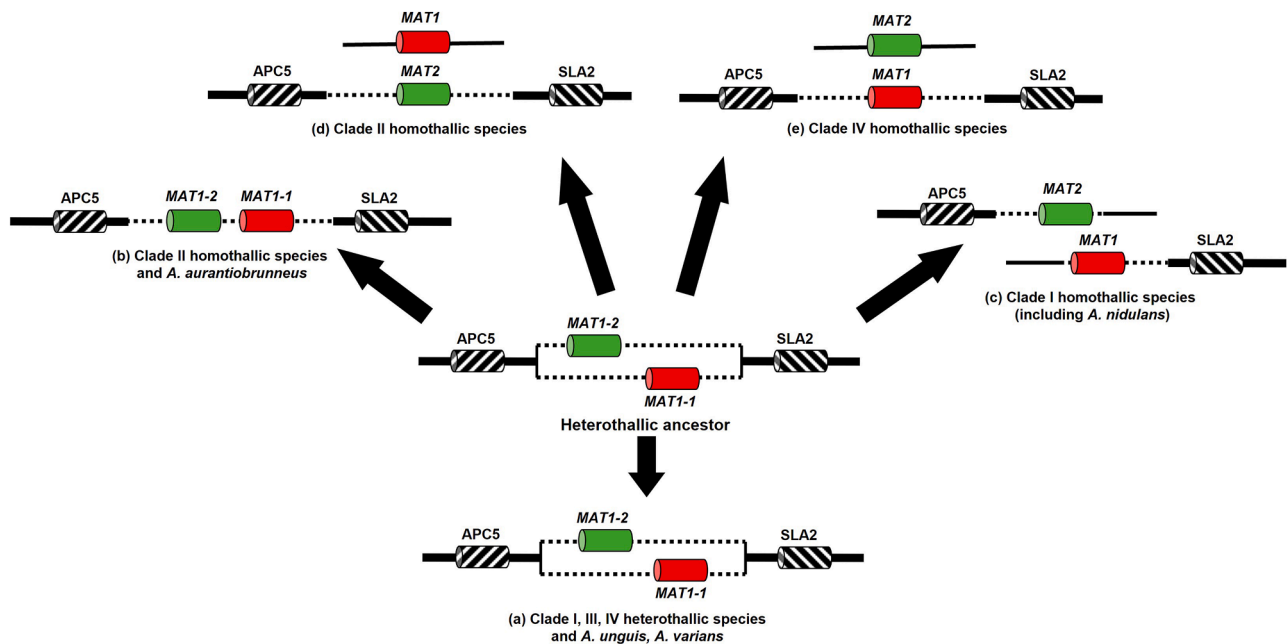 MAT1
APC5
MAT2
SLA2
(d) Clade II homothallic species
MAT2
APC5
MAT1
SLA2
(e) Clade IV homothallic species
APC5
MAT1-2
MAT1-1
SLA2
(b) Clade II homothallic species
and A. aurantiobrunneus
APC5
MAT2
MAT1
SLA2
(c) Clade I homothallic species
(including A. nidulans)
APC5
MAT1-2
SLA2
MAT1-1
Heterothallic ancestor
APC5
MAT1-2
SLA2
MAT1-1
(a) Clade I, III, IV heterothallic species
and A. unguis, A. varians